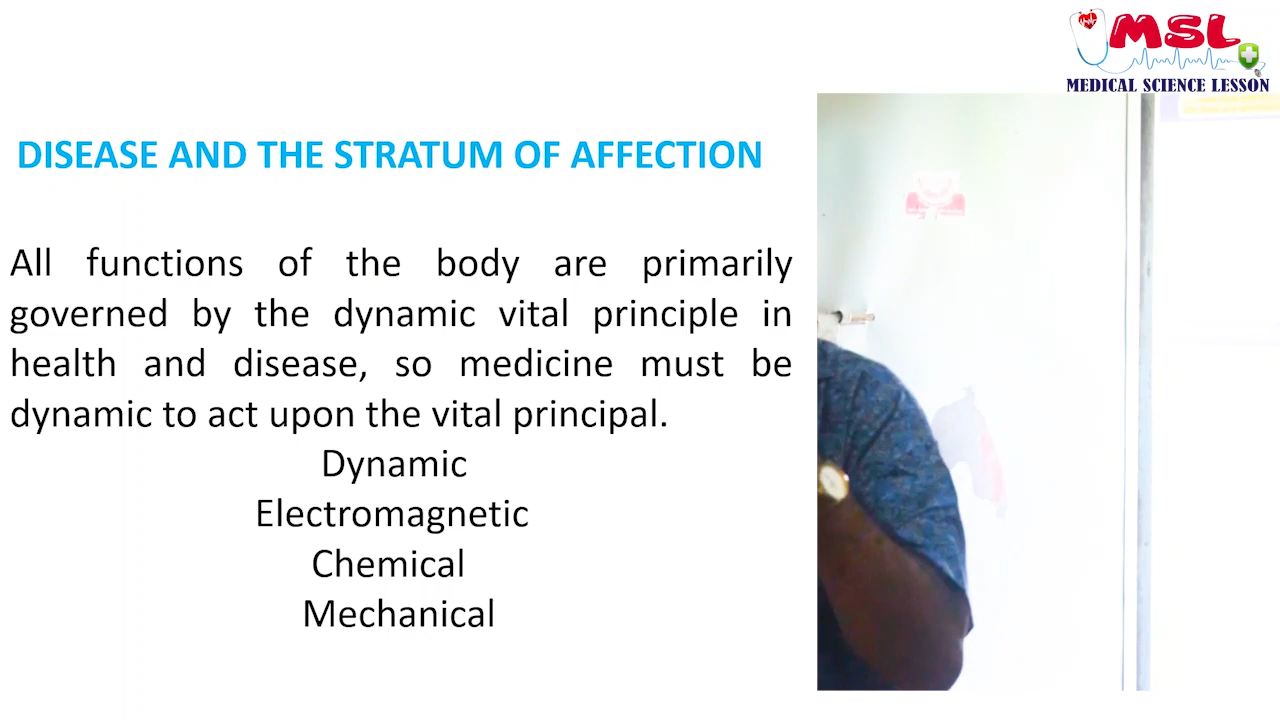 MSL
MEDICAL SCIENCE LESSON
DISEASE AND THE STRATUM OF AFFECTION
All functions of the body are primarily
governed by the dynamic vital principle in
health and disease, so medicine must be
dynamic to act upon the vital principal.
Dynamic
Electromagnetic
Chemical
Mechanical